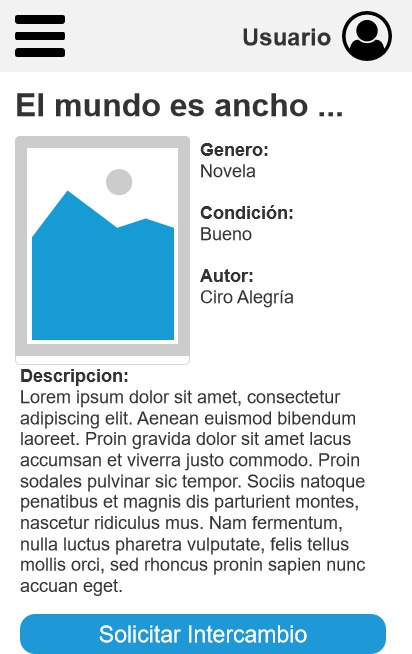 Usuario
El mundo es ancho ...
Genero:
Novela
Condición:
Bueno
Autor:
Ciro Alegría
Descripcion:
Lorem ipsum dolor sit amet, consectetur
adipiscing elit. Aenean euismod bibendum
laoreet. Proin gravida dolor sit amet lacus
accumsan et viverra justo commodo. Proin
sodales pulvinar sic tempor. Sociis natoque
penatibus et magnis dis parturient montes,
nascetur ridiculus mus. Nam fermentum,
nulla luctus pharetra vulputate, felis tellus
mollis orci, sed rhoncus pronin sapien nunc
accuan eget.
Solicitar Intercambio